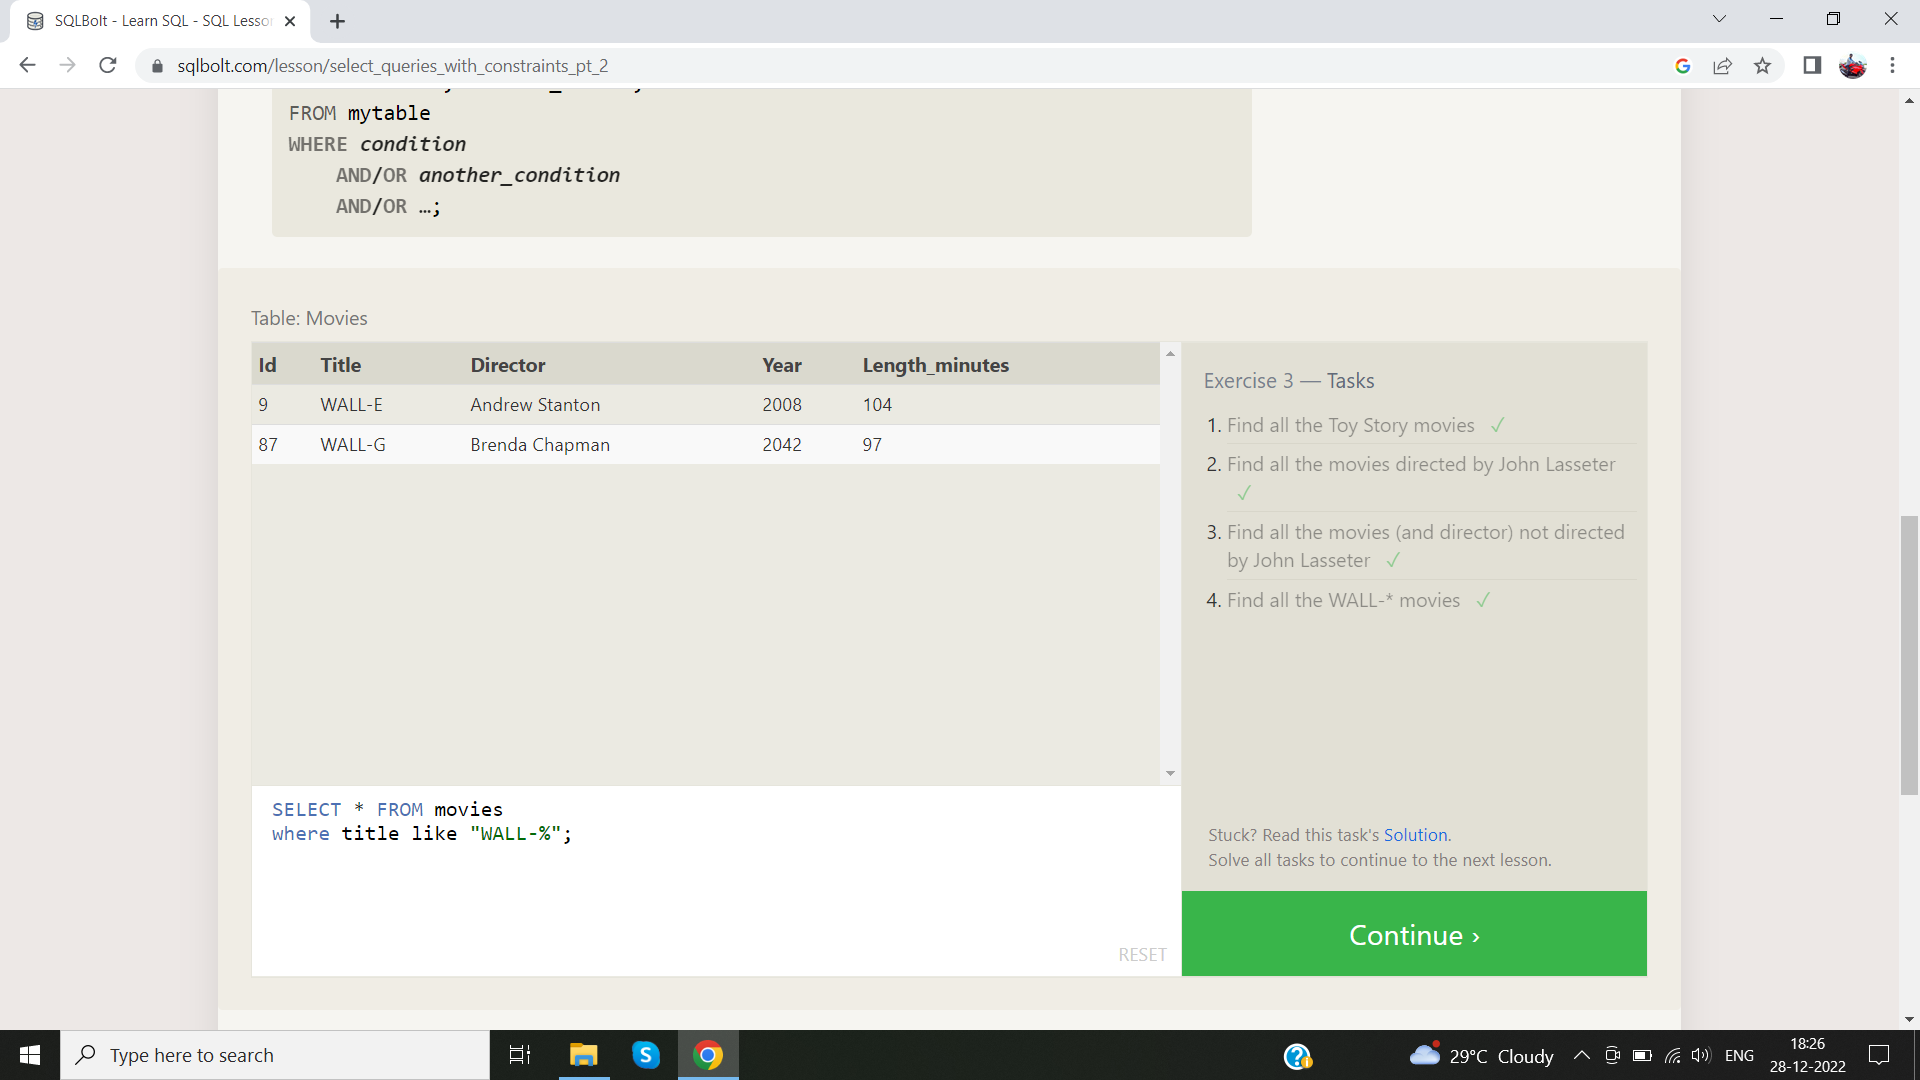 SQLBolt - Learn SQL - SQL Lesso
sqlbolt.com/lesson/select_queries_with_constraints_pt_2
FROM mytable
WHERE condition
AND/OR another_condition
AND/OR …;
Table: Movies
Id Title Director Year Length_minutes
9 WALL-E Andrew Stanton 2008 104
87 WALL-G Brenda Chapman 2042 97
Exercise 3 — Tasks
1. Find all the Toy Story movies ✓
2. Find all the movies directed by John Lasseter
✓
3. Find all the movies (and director) not directed
by John Lasseter ✓
4. Find all the WALL-* movies ✓
SELECT * FROM movies
where title like "WALL-%";
RESET
Stuck? Read this task's Solution.
Solve all tasks to continue to the next lesson.
Continue ›
Type here to search
29°C Cloudy
ENG
18:26
28-12-2022